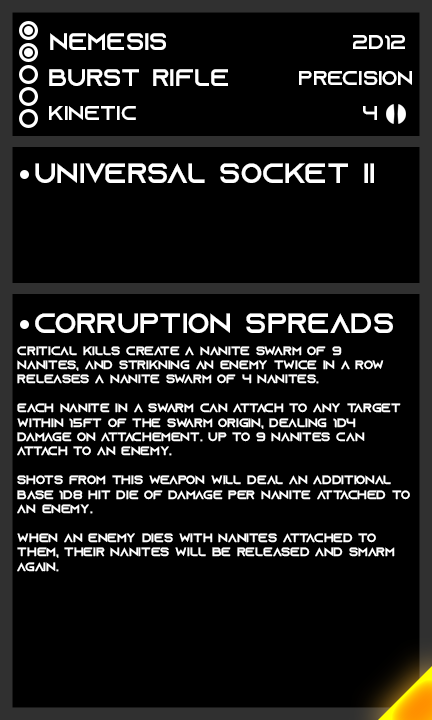 NEMESIS 2D12
BURST RIFLE PRECISION
KINETIC 4
•UNIVERSAL SOCKET II
•CORRUPTION SPREADS
CRITICAL KILLS CREATE A NANITE SWARM OF 9
NANITES, AND STRIKNING AN ENEMY TWICE IN A ROW
RELEASES A NANITE SWARM OF 4 NANITES.
EACH NANITE IN A SWARM CAN ATTACH TO ANY TARGET
WITHIN 15FT OF THE SWARM ORIGIN, DEALING 1D4
DAMAGE ON ATTACHEMENT. UP TO 9 NANITES CAN
ATTACH TO AN ENEMY.
SHOTS FROM THIS WEAPON WILL DEAL AN ADDITIONAL
BASE 1D8 HIT DIE OF DAMAGE PER NANITE ATTACHED TO
AN ENEMY.
WHEN AN ENEMY DIES WITH NANITES ATTACHED TO
THEM, THEIR NANITES WILL BE RELEASED AND SMARM
AGAIN.